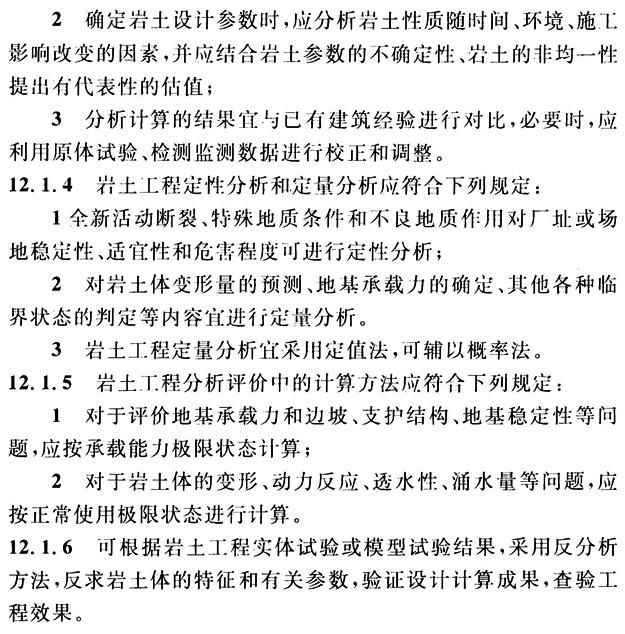 2 确定岩土设计参数时,应分析岩土性质随时间、环境、施工
影响改变的因素,并应结合岩土参数的不确定性、岩土的非均一性
提出有代表性的估值;
3 分析计算的结果宜与已有建筑经验进行对比,必要时,应
利用原体试验、检测监测数据进行校正和调整。
12.1.4 岩土工程定性分析和定量分析应符合下列规定:
1 全新活动断裂、特殊地质条件和不良地质作用对厂址或场
地稳定性、适宜性和危害程度可进行定性分析;
2 对岩土体变形量的预测、地基承载力的确定、其他各种临
界状态的判定等内容宜进行定量分析。
3 岩土工程定量分析宜采用定值法,可辅以概率法。
12.1.5 岩土工程分析评价中的计算方法应符合下列规定:
1 对于评价地基承载力和边坡、支护结构、地基稳定性等问
题,应按承载能力极限状态计算;
2 对于岩土体的变形、动力反应、透水性、涌水量等问题,应
按正常使用极限状态进行计算。
12.1.6 可根据岩土工程实体试验或模型试验结果,采用反分析
方法,反求岩土体的特征和有关参数,验证设计计算成果,查验工
程效果。